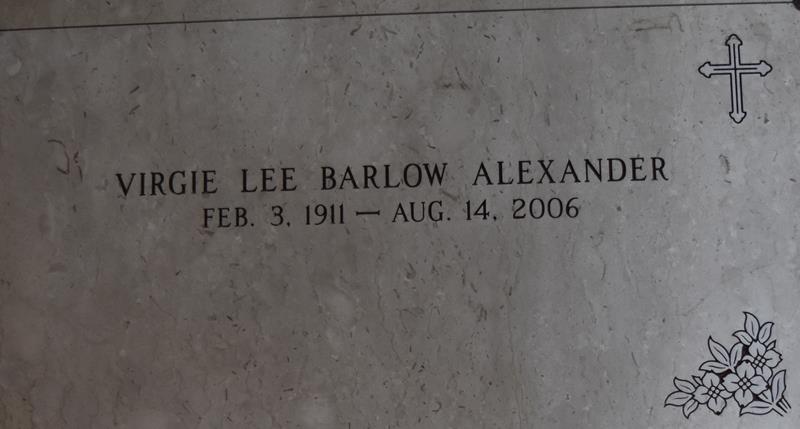 VIRGIE LEE BARLOW ALEXANDER
FEB. 3, 1911 — AUG. 14, 2006